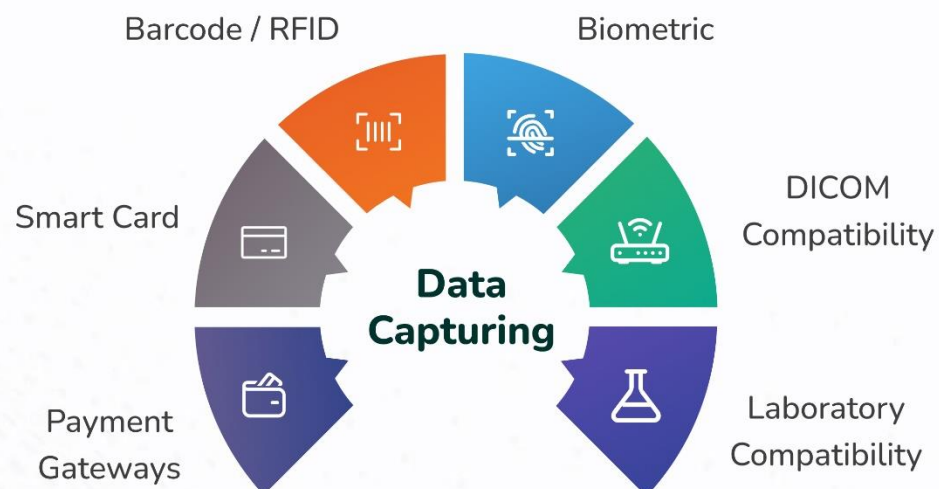 Barcode / RFID
Biometric
Smart Card
DICOM
Compatibility
Data
Capturing
Payment
Gateways
Laboratory
Compatibility